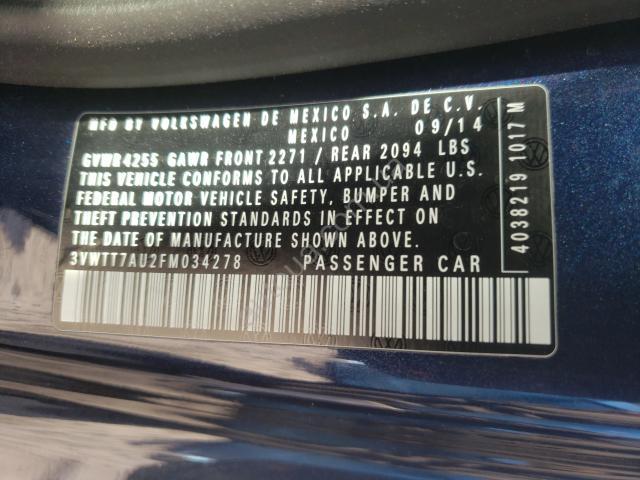 MFD. BY VOLKSWAGEN DE MEXICO S.A. DE C.V.
MEXICO 09/14
GVWR4255 GAWR FRONT 2271 / REAR 2094 LBS
THIS VEHICLE CONFORMS TO ALL APPLICABLE U.S.
FEDERAL MOTOR VEHICLE SAFETY, BUMPER AND
THEFT PREVENTION STANDARDS IN EFFECT ON
THE DATE OF MANUFACTURE SHOWN ABOVE.
3VWTT7AU2FM034278 PASSENGER CAR
4038219 1017 M